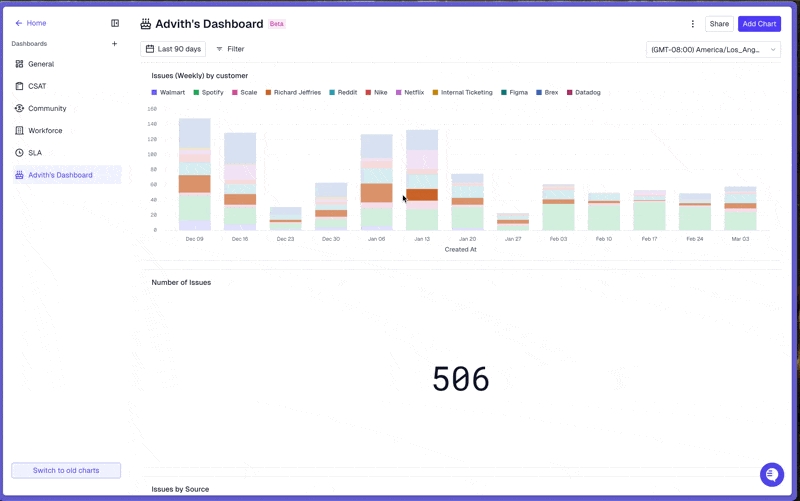 Home
Advith's Dashboard Beta
Share
Add Chart
Dashboards
Last 90 days
Filter
(GMT-08:00) America/Los_Ang...
General
CSAT
Community
Workforce
SLA
Advith's Dashboard
Issues (Weekly) by customer
Walmart Spotify Scale Richard Jeffries Reddit Nike Netflix Internal Ticketing Figma Brex Datadog
160
140
120
100
80
60
40
20
0
Dec 09 Dec 16 Dec 23 Dec 30 Jan 06 Jan 13 Jan 20 Jan 27 Feb 03 Feb 10 Feb 17 Feb 24 Mar 03
Created At
Number of Issues
506
Switch to old charts
Issues by Source